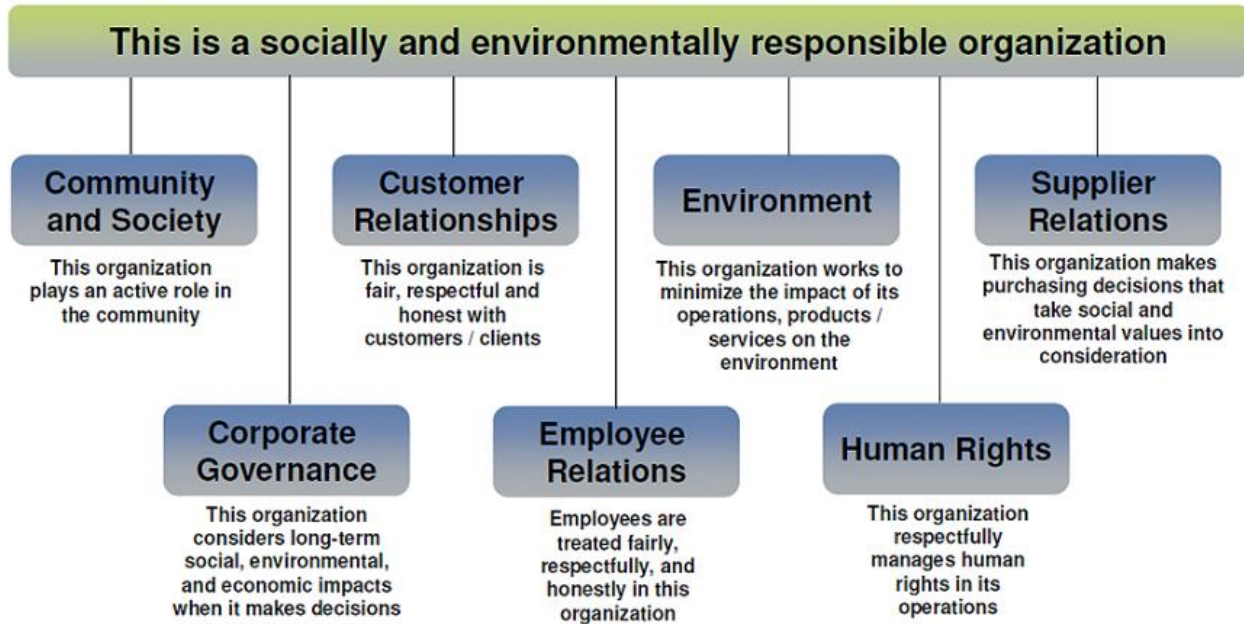 This is a socially and environmentally responsible organization
Community
and Society
This organization
plays an active role in
the community
Customer
Relationships
This organization is
fair, respectful and
honest with
customers / clients
Environment
This organization works to
minimize the impact of its
operations, products /
services on the
environment
Supplier
Relations
This organization makes
purchasing decisions that
take social and
environmental values into
consideration
Corporate
Governance
This organization
considers long-term
social, environmental,
and economic impacts
when it makes decisions
Employee
Relations
Employees are
treated fairly,
respectfully, and
honestly in this
organization
Human Rights
This organization
respectfully
manages human
rights in its
operations